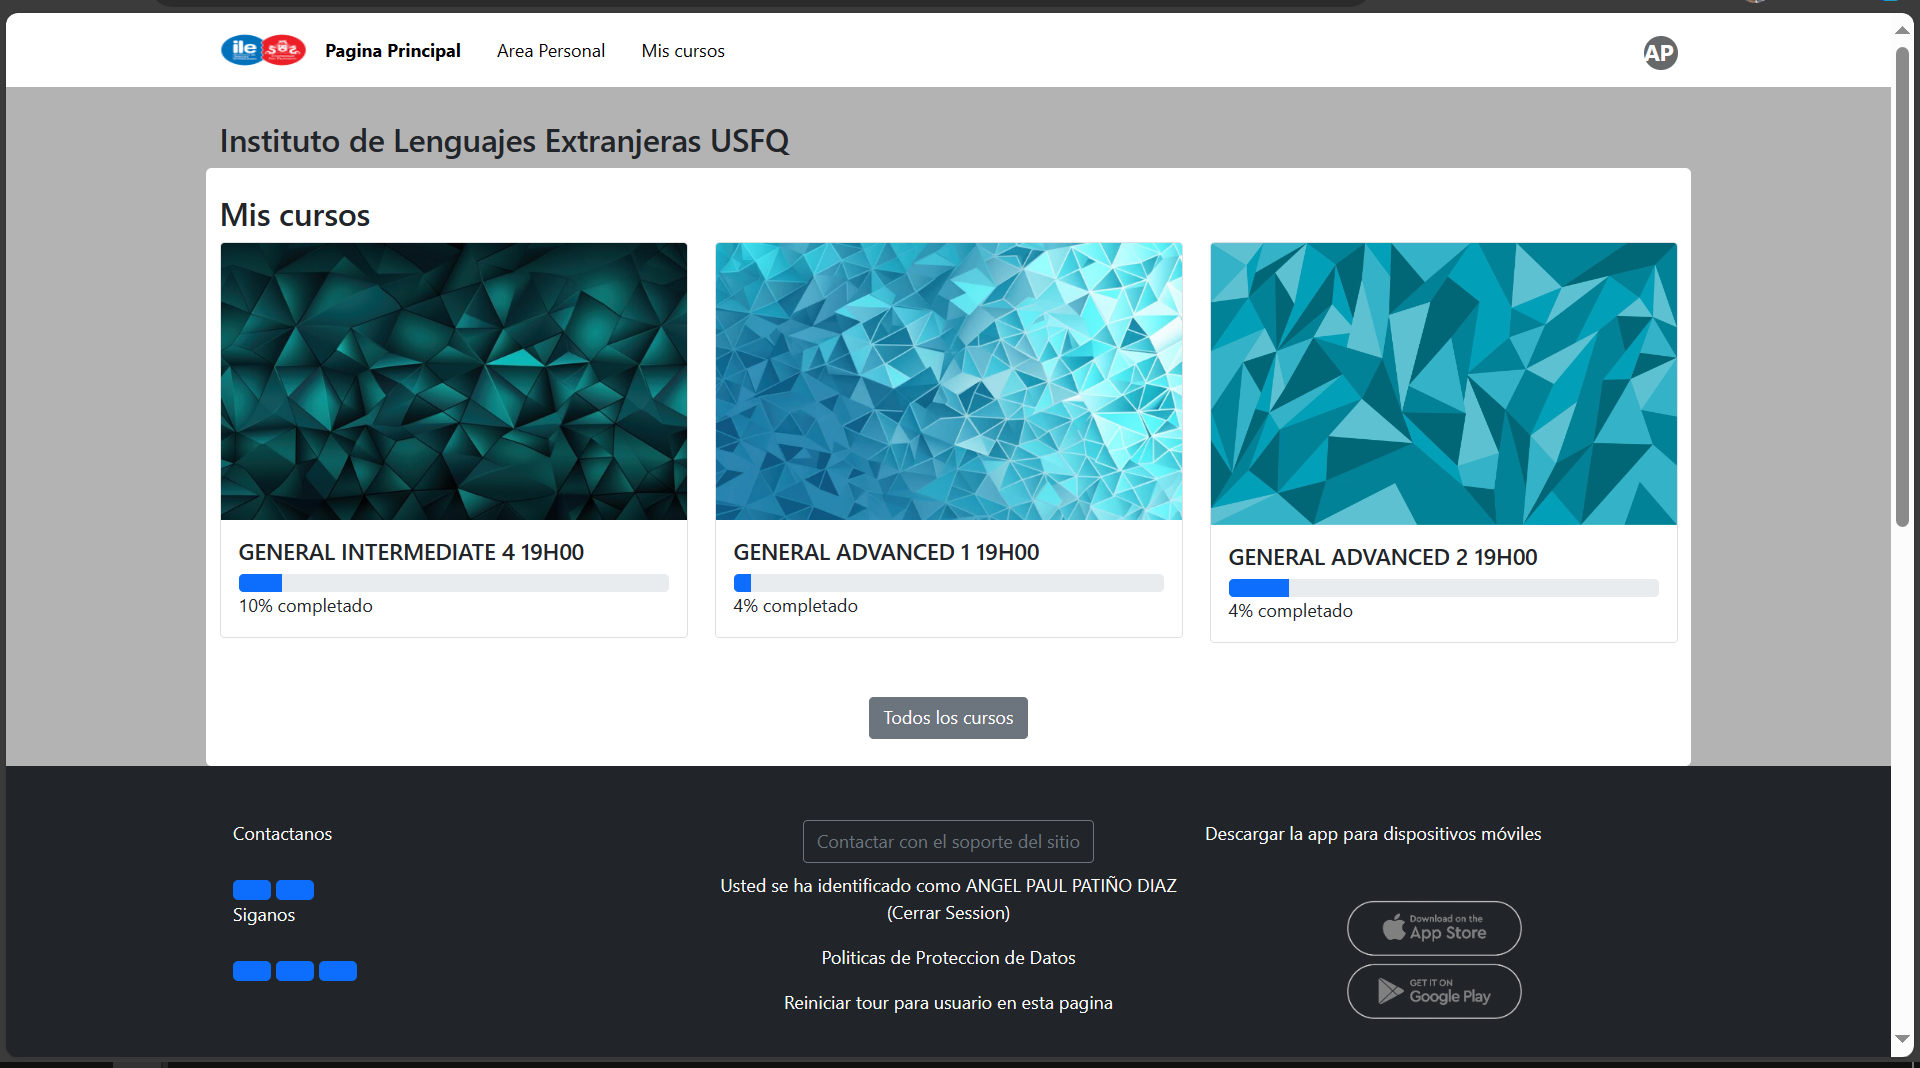 ile
Pagina Principal
Area Personal
Mis cursos
AP
Instituto de Lenguajes Extranjeras USFQ
Mis cursos
GENERAL INTERMEDIATE 4 19H00
10% completado
GENERAL ADVANCED 1 19H00
4% completado
GENERAL ADVANCED 2 19H00
4% completado
Todos los cursos
Contactanos
Siganos
Contactar con el soporte del sitio
Usted se ha identificado como ANGEL PAUL PATIÑO DIAZ
(Cerrar Session)
Politicas de Proteccion de Datos
Reiniciar tour para usuario en esta pagina
Descargar la app para dispositivos móviles
Download on the
App Store
GET IT ON
Google Play